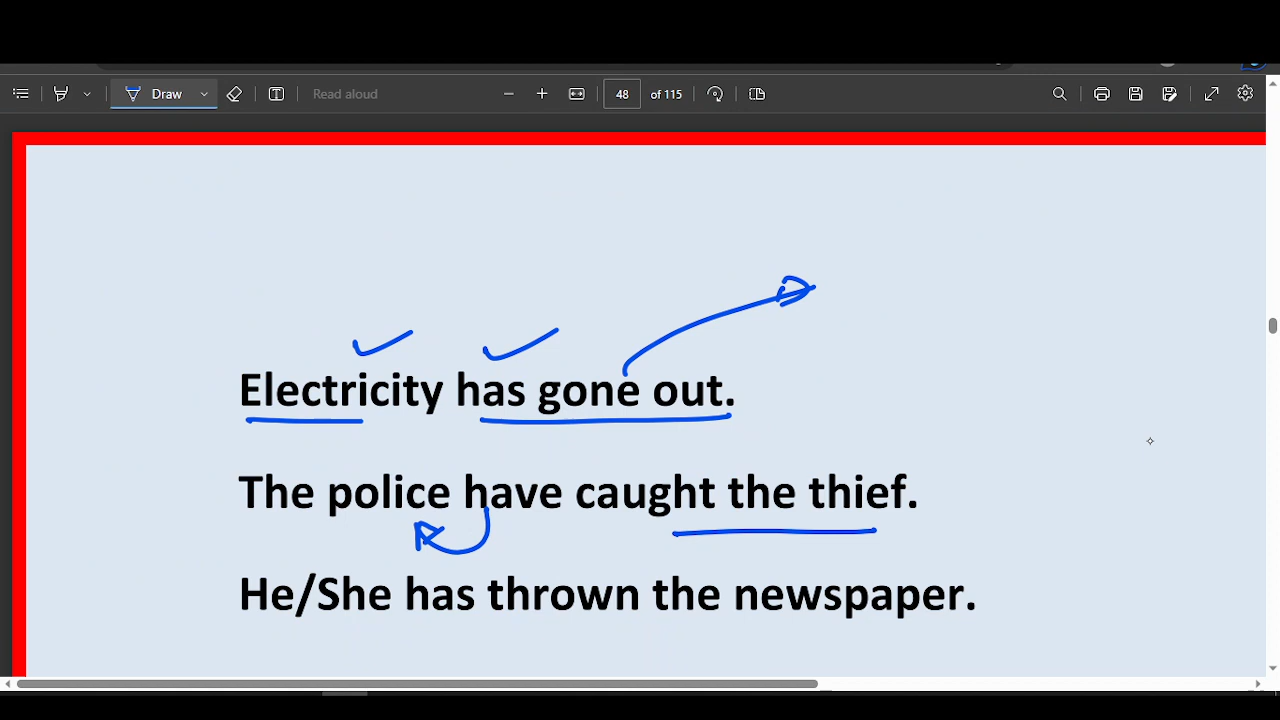 Draw
Read aloud
48 of 115
Electricity has gone out.
The police have caught the thief.
He/She has thrown the newspaper.